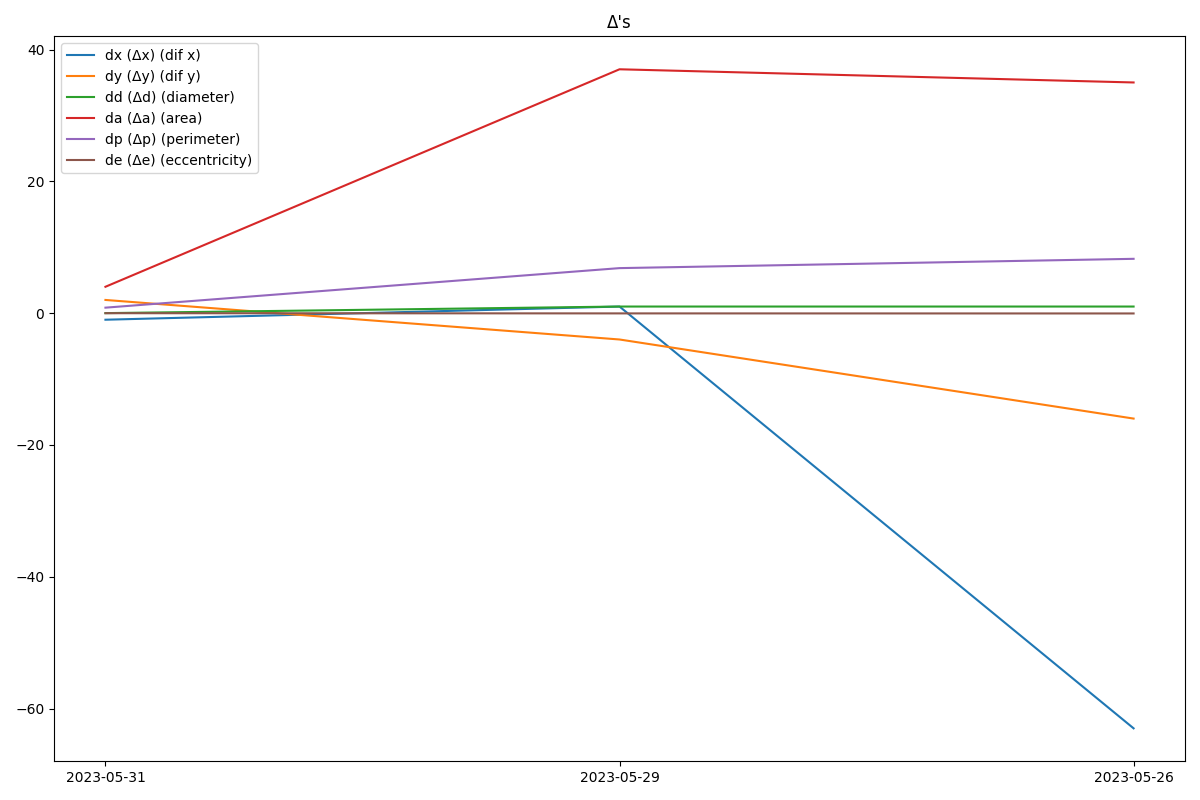 Δ's
dx (Δx) (dif x)
dy (Δy) (dif y)
dd (Δd) (diameter)
da (Δa) (area)
dp (Δp) (perimeter)
de (Δe) (eccentricity)
40
20
0
−20
−40
−60
2023-05-31 2023-05-29 2023-05-26